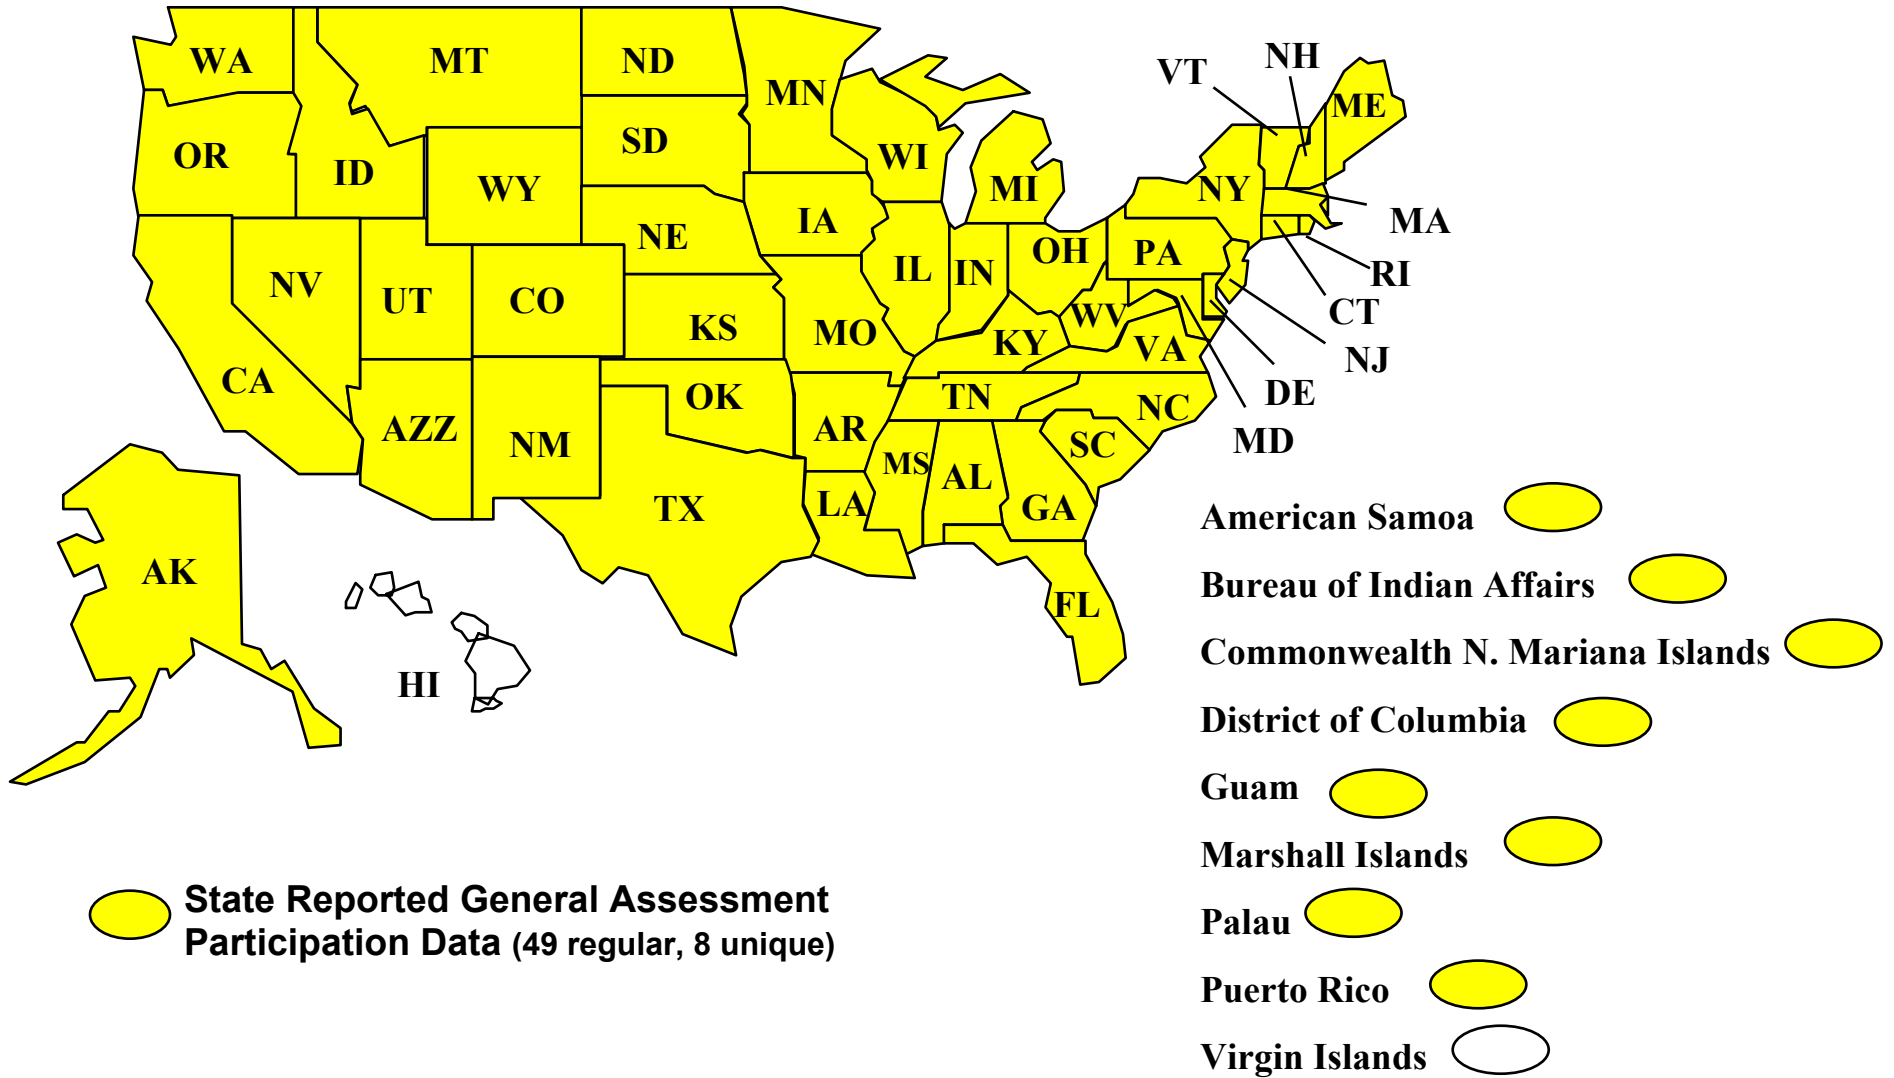 WA
MT
ND
MN
VT
NH
ME
OR
ID
WY
SD
WI
MI
NY
MA
NV
UT
CO
NE
IA
IL
IN
OH
PA
RI
CT
NJ
CA
KS
MO
KY
WV
VA
DE
MD
AZZ
NM
OK
AR
TN
NC
SC
MS
AL
GA
TX
LA
FL
AK
HI
American Samoa
Bureau of Indian Affairs
Commonwealth N. Mariana Islands
District of Columbia
Guam
Marshall Islands
Palau
Puerto Rico
Virgin Islands
State Reported General Assessment
Participation Data (49 regular, 8 unique)